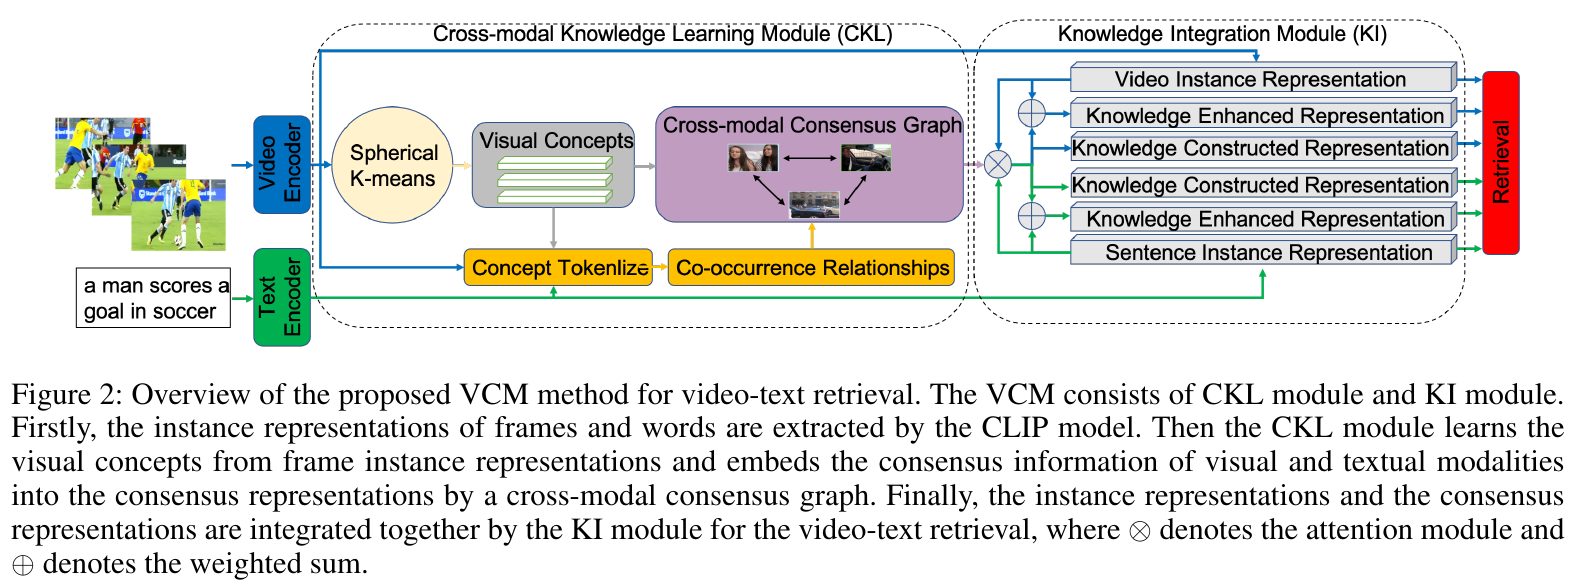 Cross-modal Knowledge Learning Module (CKL)
Knowledge Integration Module (KI)
Video
Encoder
Text
Encoder
a man scores a
goal in soccer
Spherical
K-means
Visual Concepts
Cross-modal Consensus Graph
Concept Tokenlize
Co-occurrence Relationships
Video Instance Representation
Knowledge Enhanced Representation
Knowledge Constructed Representation
Knowledge Constructed Representation
Knowledge Enhanced Representation
Sentence Instance Representation
Retrieval
Figure 2: Overview of the proposed VCM method for video-text retrieval. The VCM consists of CKL module and KI module.
Firstly, the instance representations of frames and words are extracted by the CLIP model. Then the CKL module learns the
visual concepts from frame instance representations and embeds the consensus information of visual and textual modalities
into the consensus representations by a cross-modal consensus graph. Finally, the instance representations and the consensus
representations are integrated together by the KI module for the video-text retrieval, where ⊗ denotes the attention module and
⊕ denotes the weighted sum.